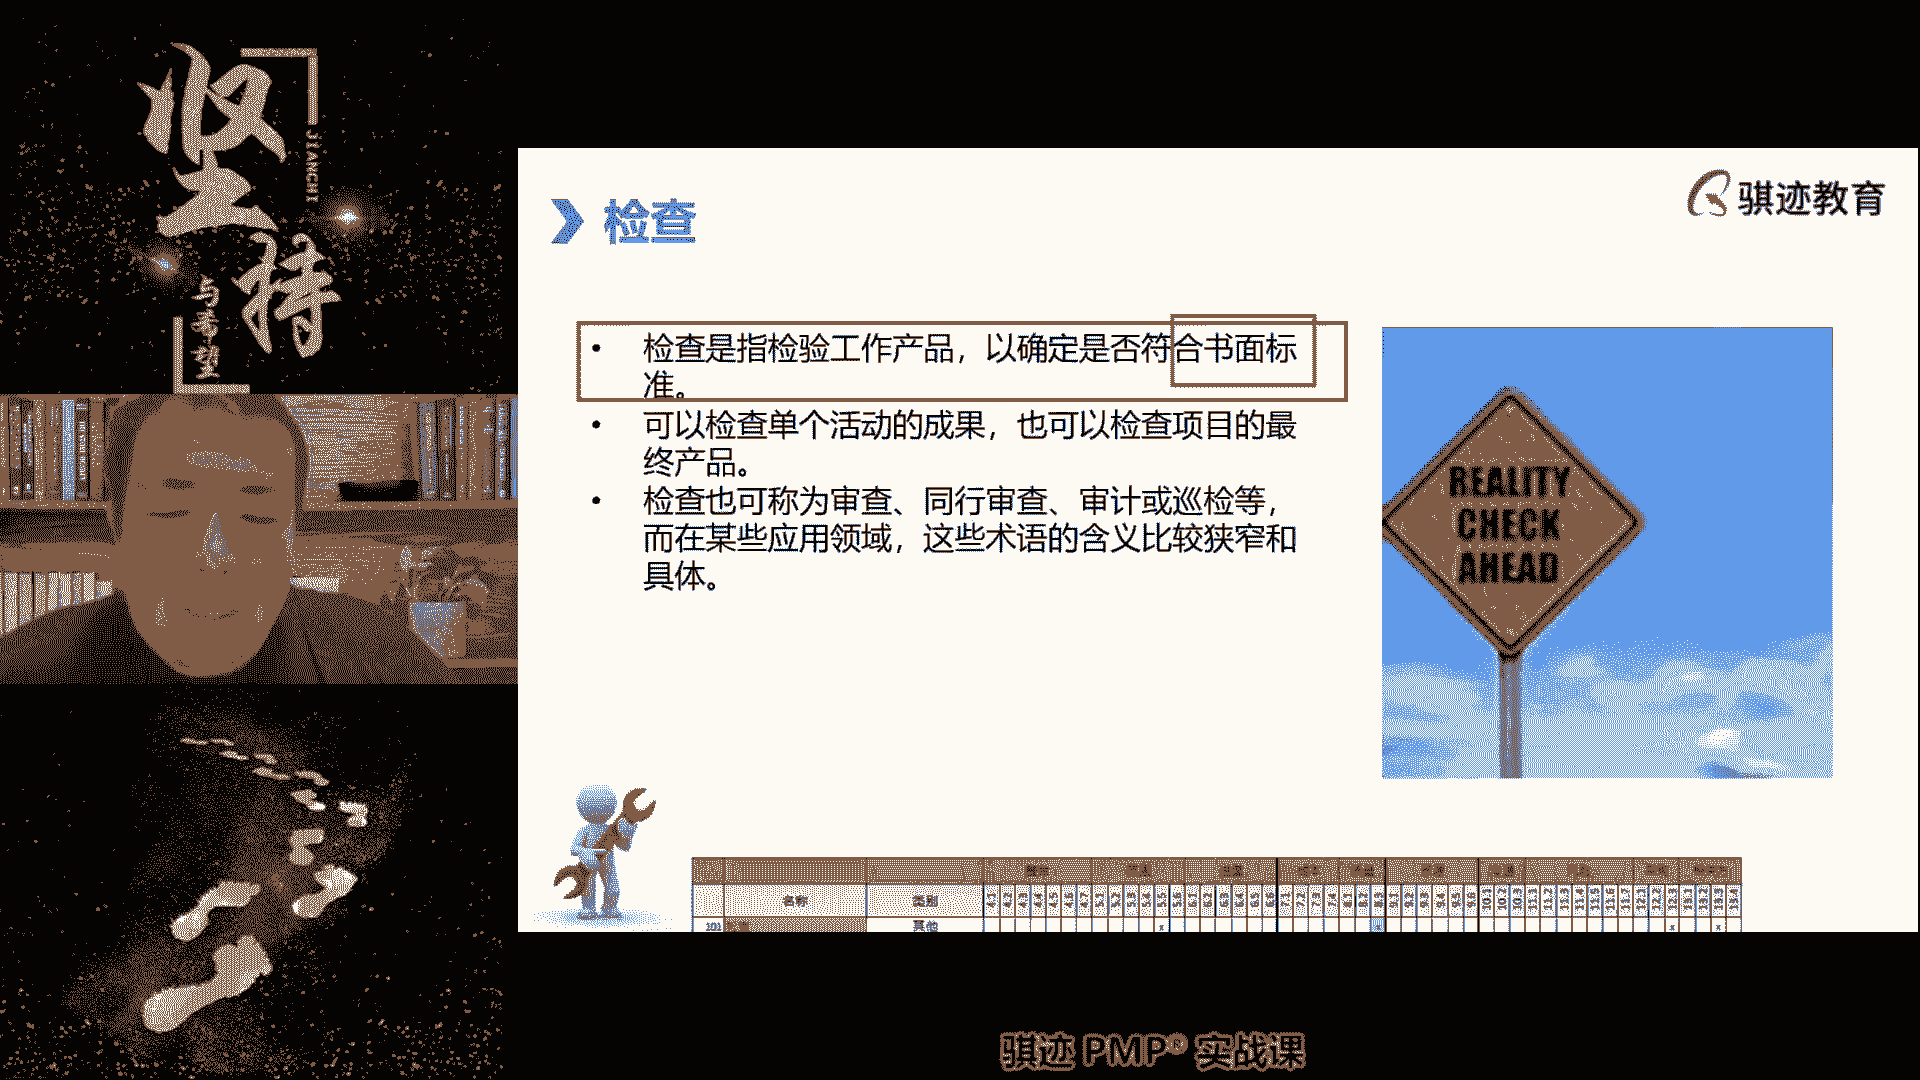 坚
JIANCHI
持
与希望
检查
骐迹教育
• 检查是指检验工作产品，以确定是否符合书面标
准。
• 可以检查单个活动的成果，也可以检查项目的最
终产品。
• 检查也可称为审查、同行审查、审计或巡检等，
而在某些应用领域，这些术语的含义比较狭窄和
具体。
REALITY
CHECK
AHEAD
名称 类别
其他
骐迹 PMP® 实战课